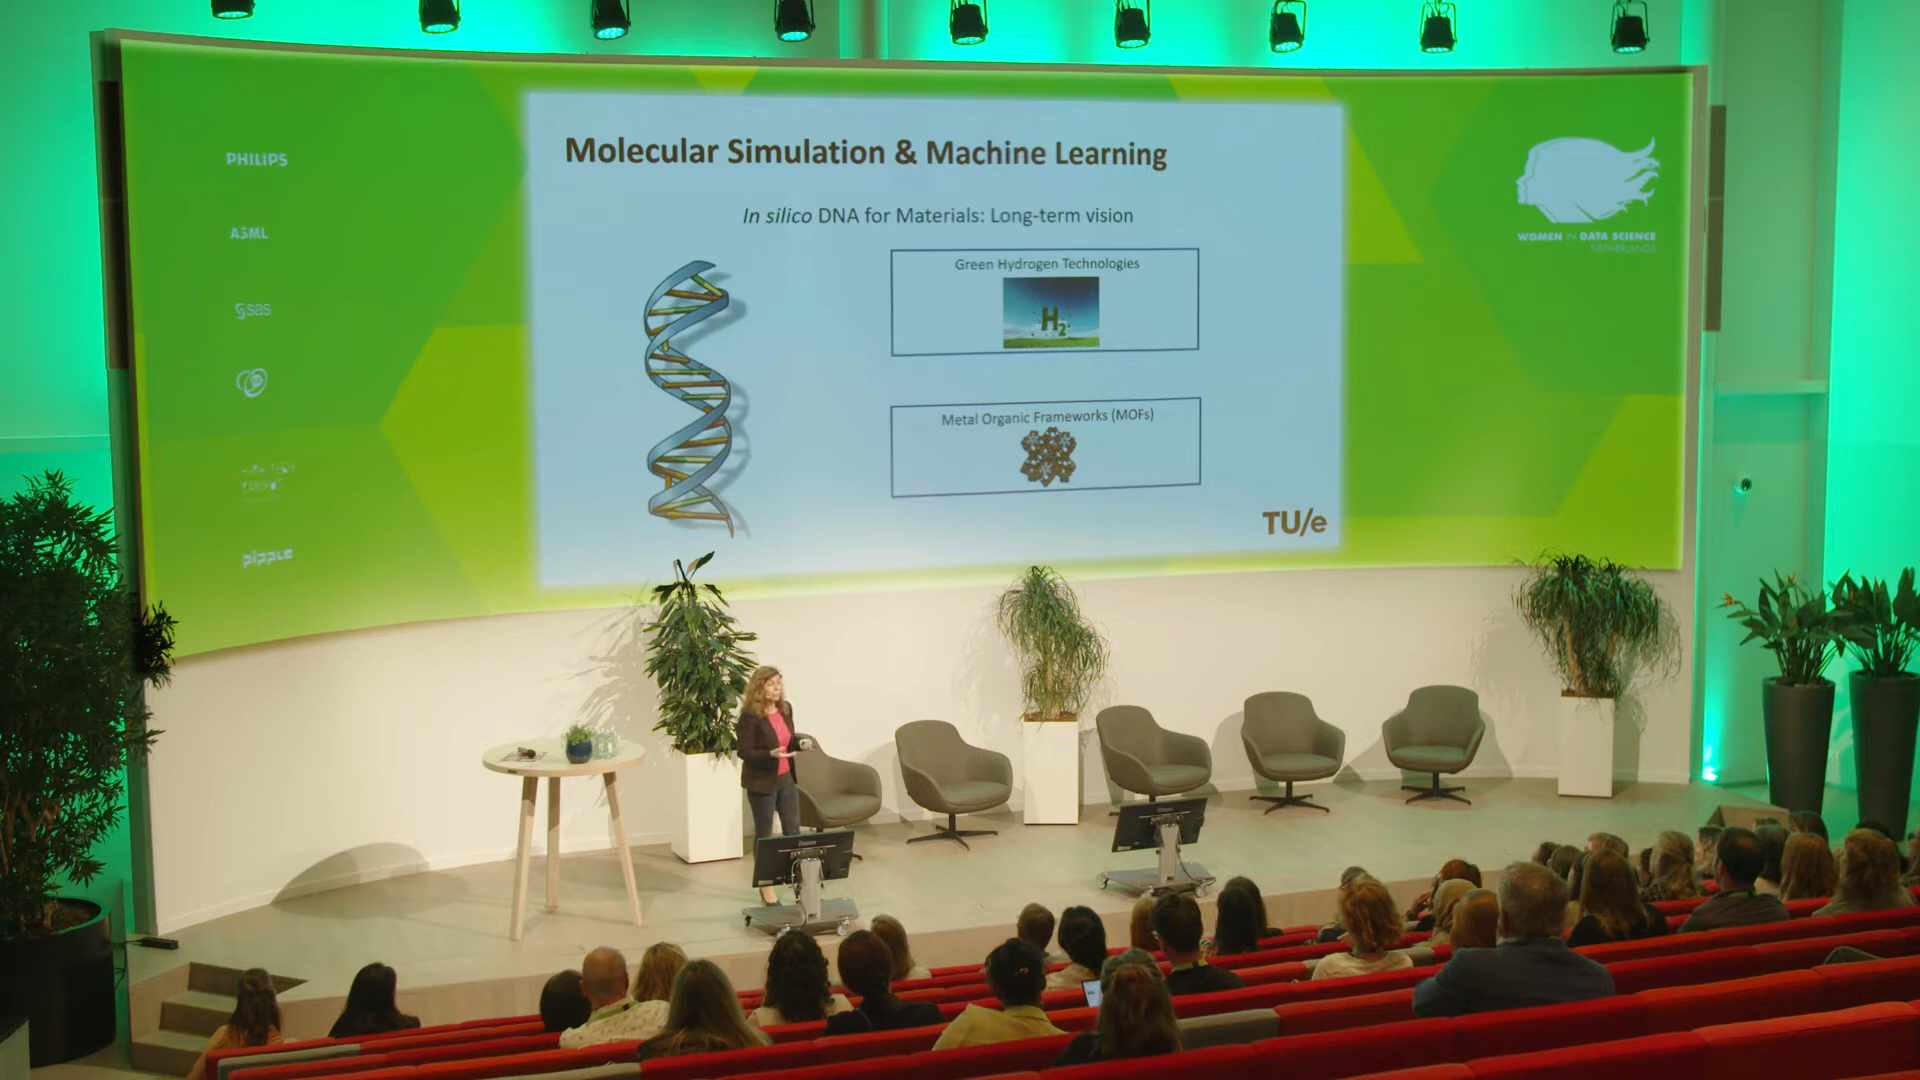 PHILIPS
ASML
sas
pipple
Molecular Simulation & Machine Learning
In silico DNA for Materials: Long-term vision
Green Hydrogen Technologies
H2
Metal Organic Frameworks (MOFs)
TU/e
WOMEN IN DATA SCIENCE
NETHERLANDS